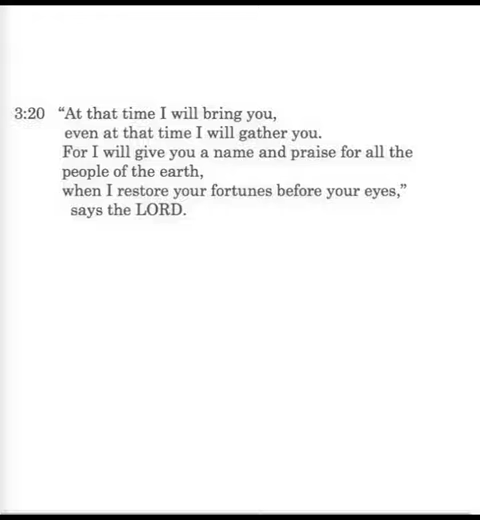 3:20 “At that time I will bring you,
even at that time I will gather you.
For I will give you a name and praise for all the
people of the earth,
when I restore your fortunes before your eyes,”
says the LORD.